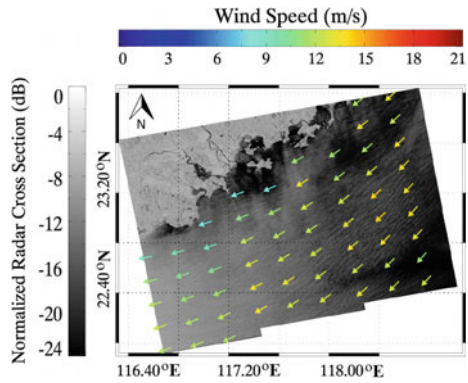 Wind Speed (m/s)
0 3 6 9 12 15 18 21
Normalized Radar Cross Section (dB)
0
-4
-8
-12
-16
-20
-24
N
23.20°N
22.40°N
116.40°E 117.20°E 118.00°E